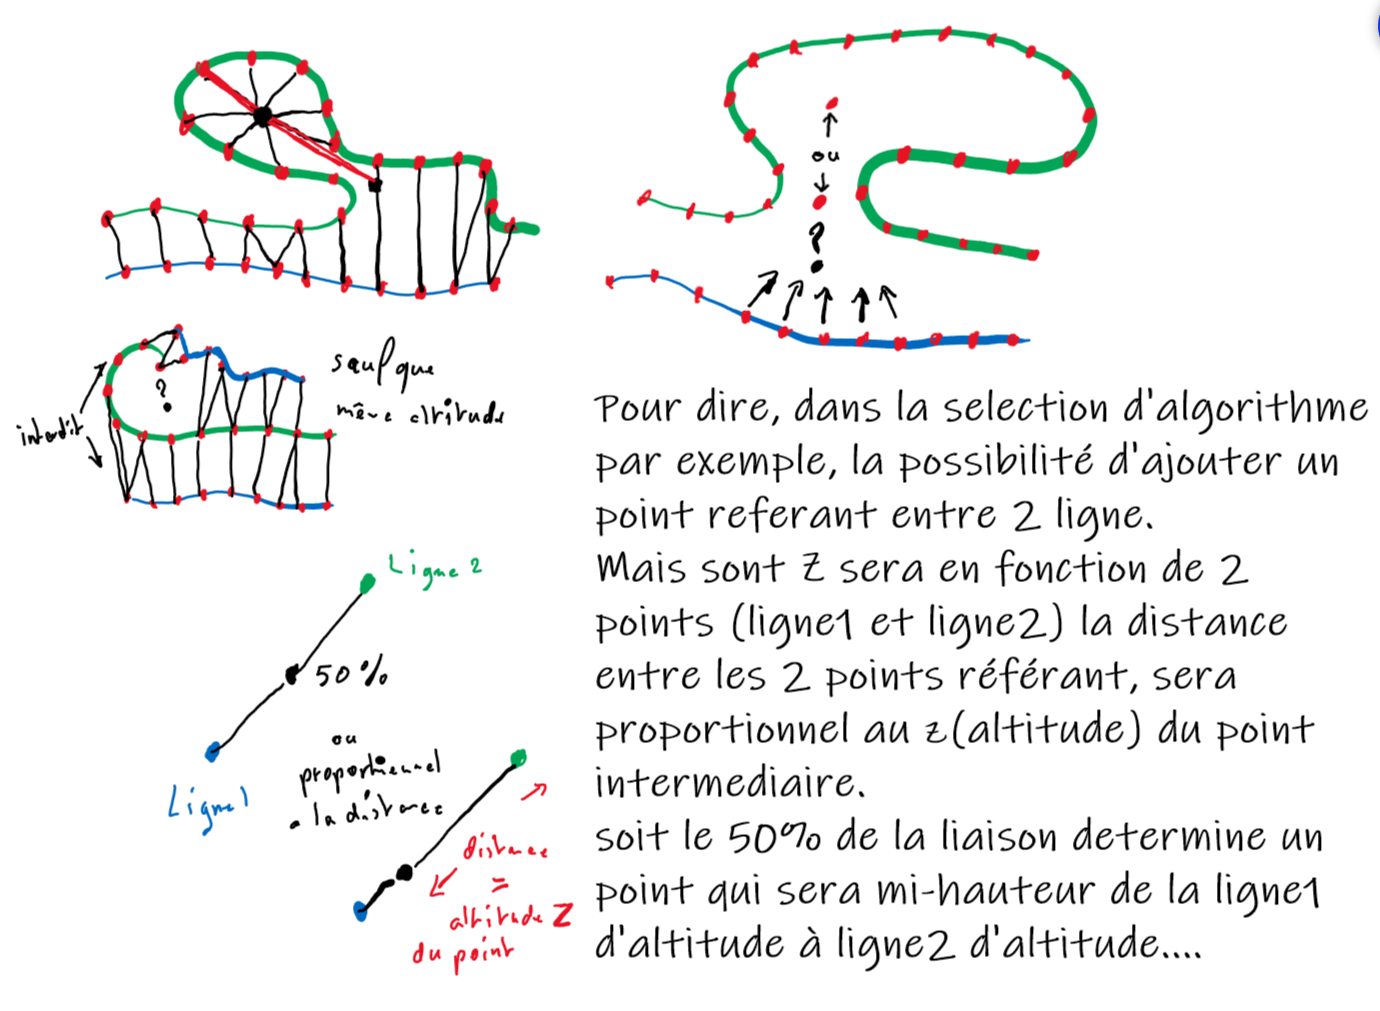 ou
?
sauf que
même altitude
interdit
?
Pour dire, dans la selection d'algorithme
par exemple, la possibilité d'ajouter un
point referant entre 2 ligne.
Mais sont Z sera en fonction de 2
points (ligne1 et ligne2) la distance
entre les 2 points référant, sera
proportionnel au z(altitude) du point
intermediaire.
soit le 50% de la liaison determine un
point qui sera mi-hauteur de la ligne1
d'altitude à ligne2 d'altitude....
Ligne 2
50 %
Ligne 1
ou
proportionnel
a la distance
distance
=
altitude Z
du point